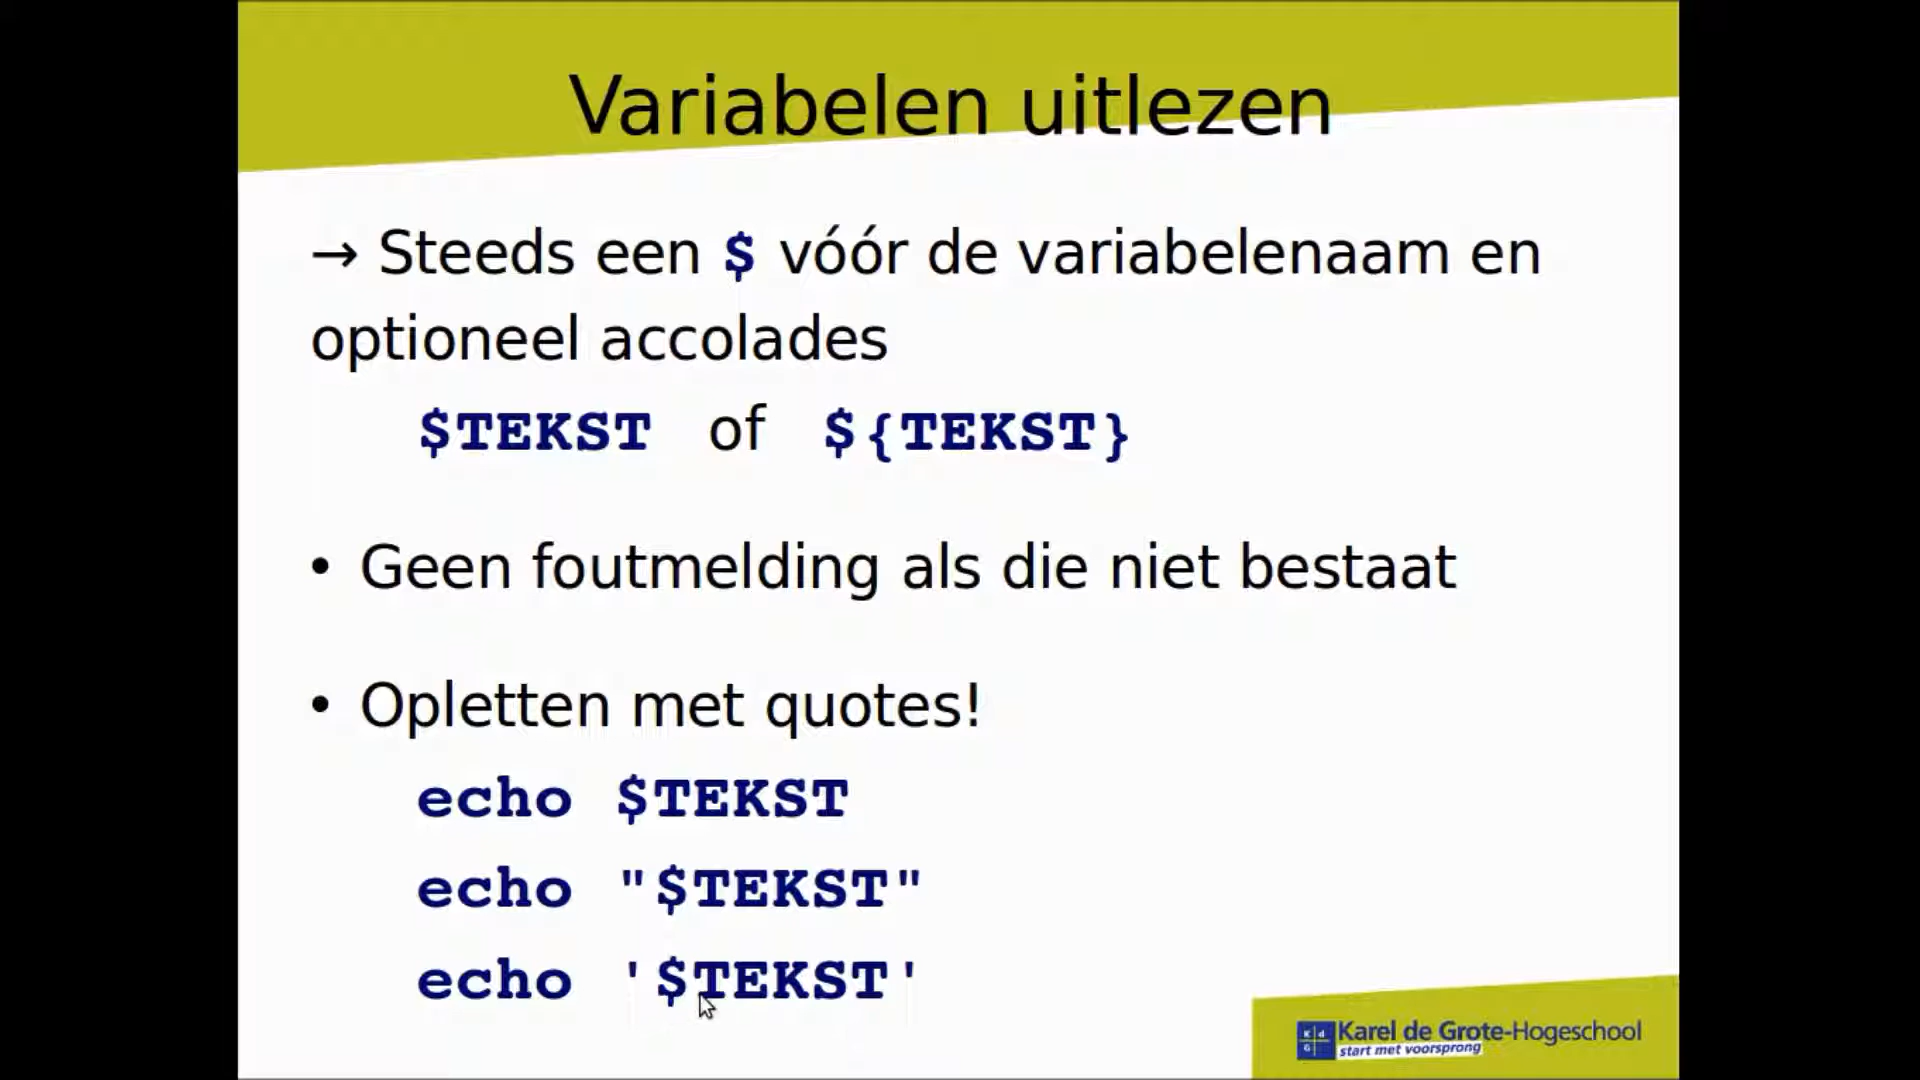 Variabelen uitlezen
→ Steeds een $ vóór de variabelenaam en
optioneel accolades
$TEKST of ${TEKST}
• Geen foutmelding als die niet bestaat
• Opletten met quotes!
echo $TEKST
echo "$TEKST"
echo '$TEKST'
K d G
Karel de Grote-Hogeschool
start met voorsprong